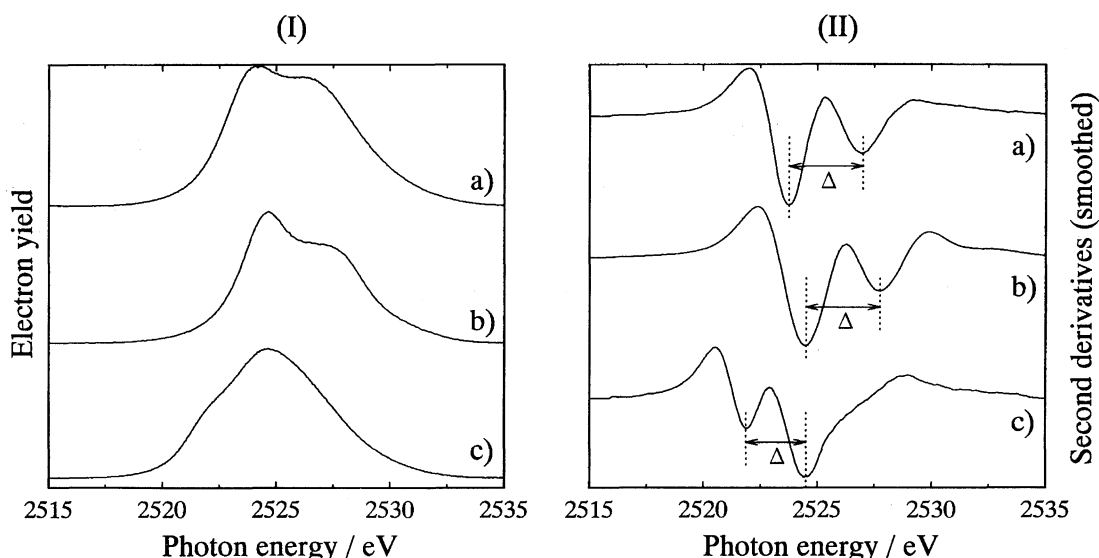 (I)
(II)
Electron yield
a)
b)
c)
2515 2520 2525 2530 2535
Photon energy / eV
a)
Δ
b)
Δ
c)
Δ
2515 2520 2525 2530 2535
Photon energy / eV
Second derivatives (smoothed)